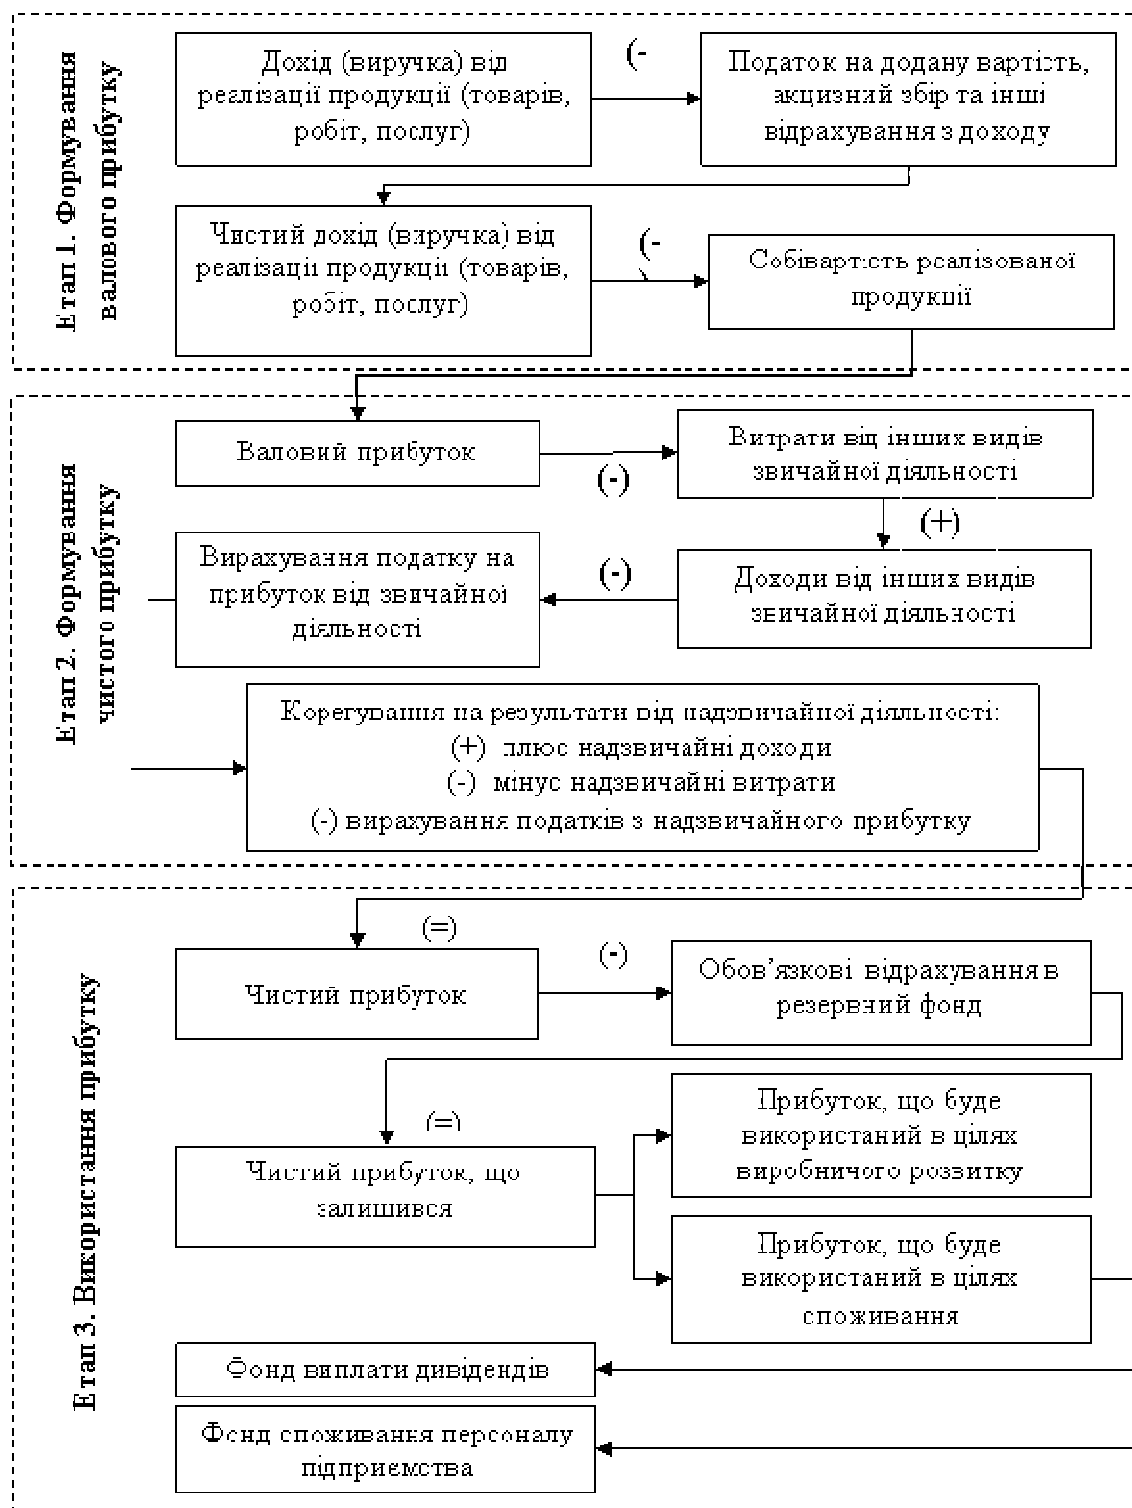 Етап 1. Формування
валового прибутку
Дохід (виручка) від
реалізації продукції (товарів,
робіт, послуг)
(-
Податок на додану вартість,
акцизний збір та інші
відрахування з доходу
Чистий дохід (виручка) від
реалізації продукції (товарів,
робіт, послуг)
(-
)
Собівартість реалізованої
продукції
Етап 2. Формування
чистого прибутку
Валовий прибуток
(-)
Витрати від інших видів
звичайної діяльності
(+)
Вирахування податку на
прибуток від звичайної
діяльності
(-)
Доходи від інших видів
звичайної діяльності
Корегування на результати від надзвичайної діяльності:
(+) плюс надзвичайні доходи
(-) мінус надзвичайні витрати
(-) вирахування податків з надзвичайного прибутку
Етап 3. Використання прибутку
(=)
Чистий прибуток
(-)
Обов’язкові відрахування в
резервний фонд
(=)
Чистий прибуток, що
залишився
Прибуток, що буде
використаний в цілях
виробничого розвитку
Прибуток, що буде
використаний в цілях
споживання
Фонд виплати дивідендів
Фонд споживання персоналу
підприємства